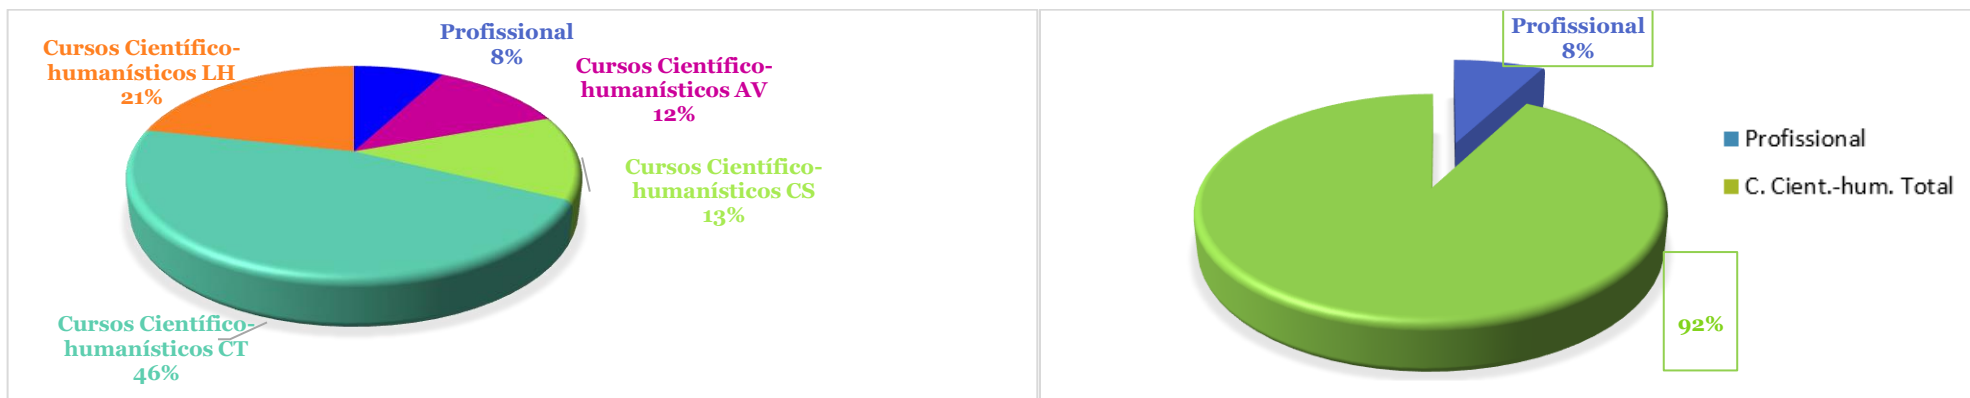 Cursos Científico-
humanísticos LH
21%
Profissional
8%
Cursos Científico-
humanísticos AV
12%
Cursos Científico-
humanísticos CS
13%
Cursos Científico-
humanísticos CT
46%
Profissional
8%
Profissional
C. Cient.-hum. Total
92%